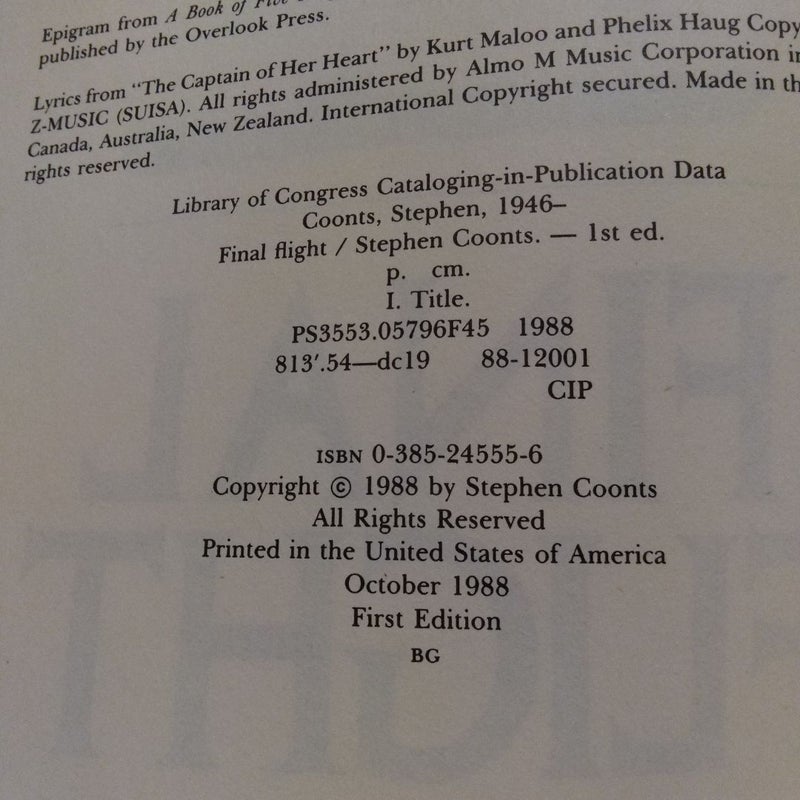 Epigram from A Book of Five
published by the Overlook Press.
Lyrics from "The Captain of Her Heart" by Kurt Maloo and Phelix Haug Copy
Z-MUSIC (SUISA). All rights administered by Almo M Music Corporation in
Canada, Australia, New Zealand. International Copyright secured. Made in th
rights reserved.
Library of Congress Cataloging-in-Publication Data
Coonts, Stephen, 1946–
Final flight / Stephen Coonts. — 1st ed.
p. cm.
I. Title.
PS3553.05796F45 1988
813′.54—dc19 88-12001
CIP
ISBN 0-385-24555-6
Copyright © 1988 by Stephen Coonts
All Rights Reserved
Printed in the United States of America
October 1988
First Edition
BG